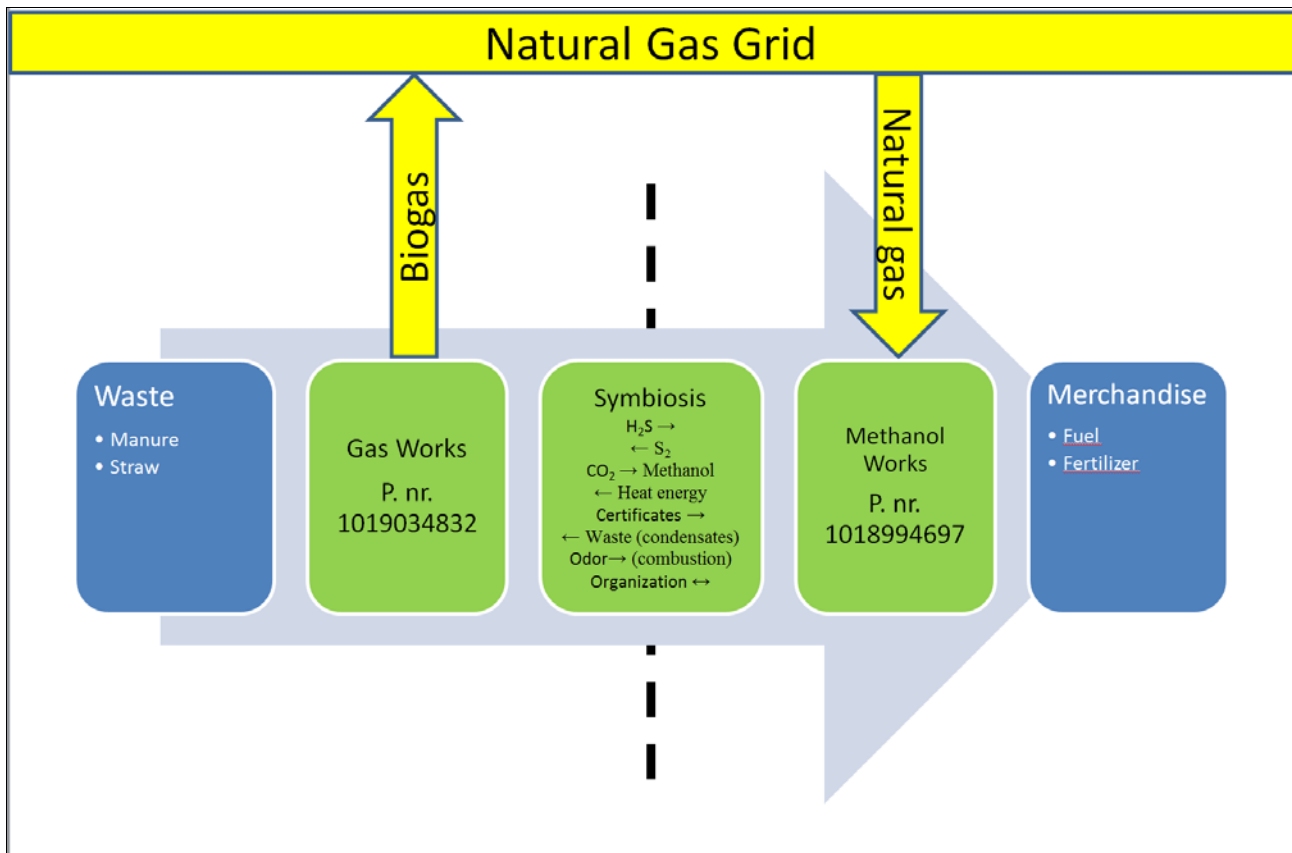 Natural Gas Grid
Biogas
Natural gas
Waste
• Manure
• Straw
Gas Works
P. nr.
1019034832
Symbiosis
H₂S →
← S₂
CO₂ → Methanol
← Heat energy
Certificates →
← Waste (condensates)
Odor→ (combustion)
Organization ↔
Methanol
Works
P. nr.
1018994697
Merchandise
• Fuel
• Fertilizer